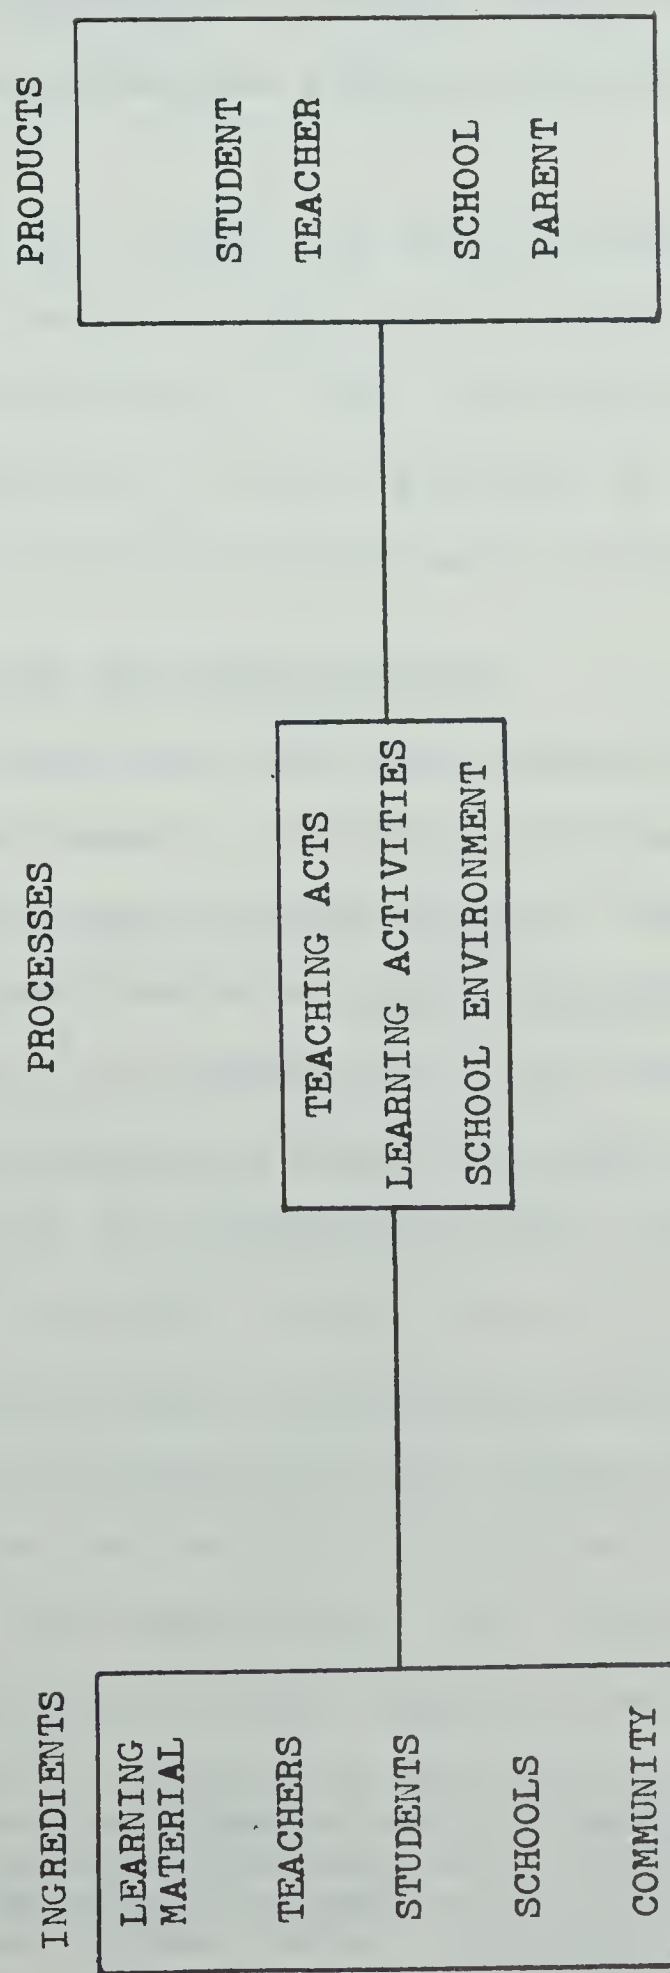 INGREDIENTS
LEARNING
MATERIAL
TEACHERS
STUDENTS
SCHOOLS
COMMUNITY
PROCESSES
TEACHING ACTS
LEARNING ACTIVITIES
SCHOOL ENVIRONMENT
PRODUCTS
STUDENT
TEACHER
SCHOOL
PARENT